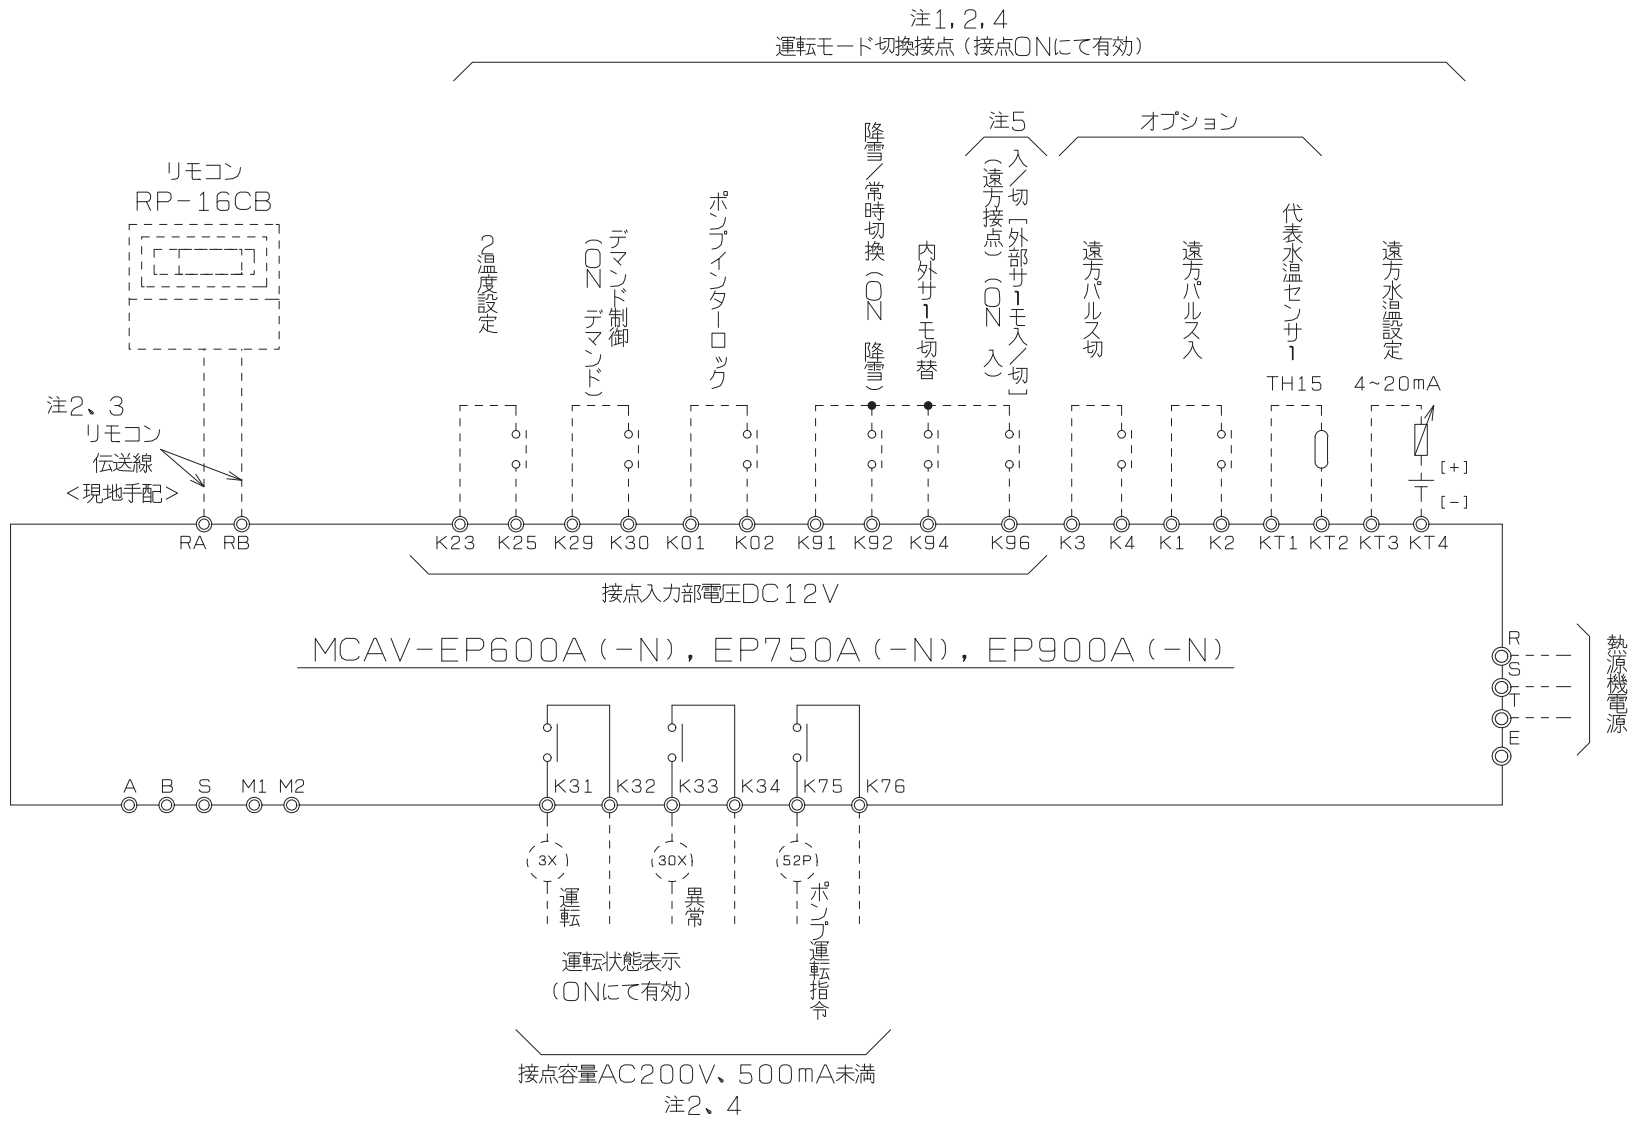 注1,2,4
運転モード切換接点(接点ONにて有効)
注5
オプション
リモコン
RP-16CB
2温度設定
デマンド制御
(ON デマンド)
ポンプインターロック
降雪/常時切換(ON 降雪)
内外サーモ切替
入/切[外部サーモ入/切]
(遠方接点)(ON 入)
遠方パルス切
遠方パルス入
代表水温センサー
TH15
遠方水温設定
4~20mA
[+]
[-]
注2、3
リモコン
伝送線
<現地手配>
RA RB K23 K25 K29 K30 K01 K02 K91 K92 K94 K96 K3 K4 K1 K2 KT1 KT2 KT3 KT4
接点入力部電圧DC12V
MCAV-EP600A(-N),EP750A(-N),EP900A(-N)
R
S
T
E
熱源機電源
A B S M1 M2 K31 K32 K33 K34 K75 K76
3X 30X 52P
運転
異常
ポンプ運転指令
運転状態表示
(ONにて有効)
接点容量AC200V、500mA未満
注2、4